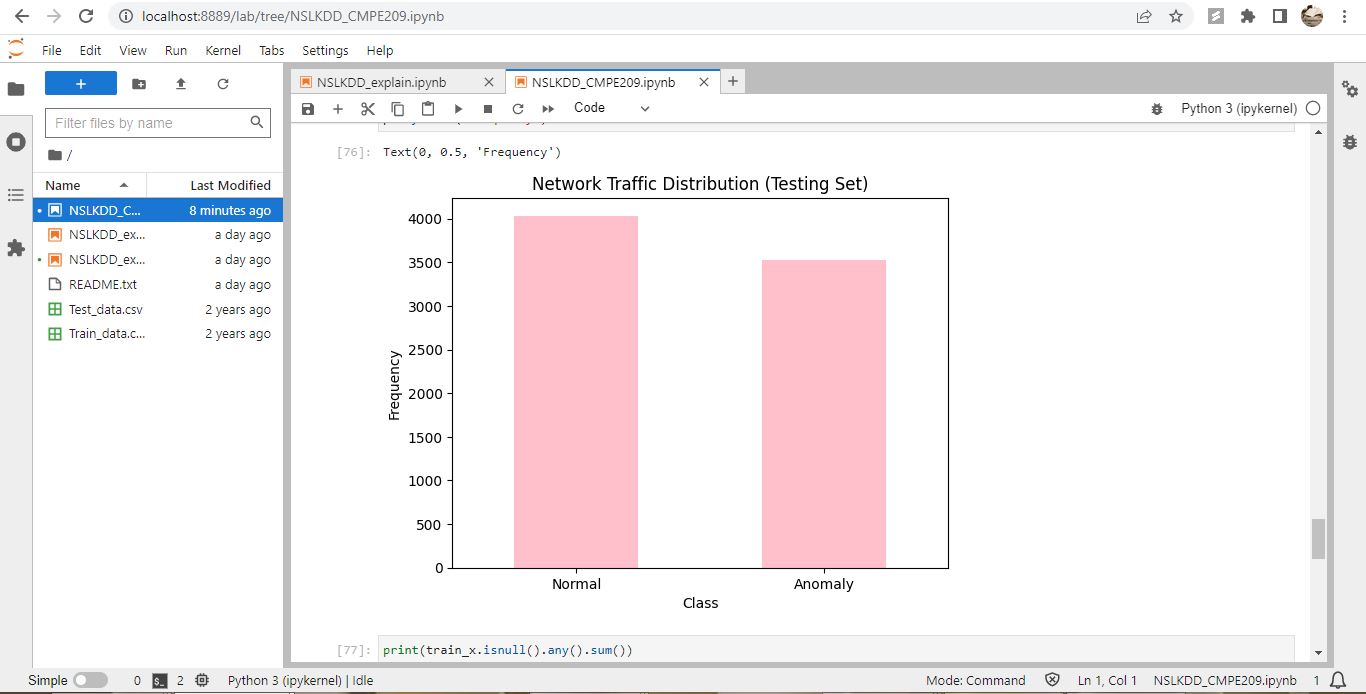 localhost:8889/lab/tree/NSLKDD_CMPE209.ipynb
File Edit View Run Kernel Tabs Settings Help
NSLKDD_explain.ipynb
NSLKDD_CMPE209.ipynb
Code
Python 3 (ipykernel)
Filter files by name
/
Name Last Modified
NSLKDD_C... 8 minutes ago
NSLKDD_ex... a day ago
NSLKDD_ex... a day ago
README.txt a day ago
Test_data.csv 2 years ago
Train_data.c... 2 years ago
[76]: Text(0, 0.5, 'Frequency')
Network Traffic Distribution (Testing Set)
4000
3500
3000
2500
2000
1500
1000
500
0
Frequency
Normal Anomaly
Class
[77]: print(train_x.isnull().any().sum())
Simple 0 2 Python 3 (ipykernel) | Idle Mode: Command Ln 1, Col 1 NSLKDD_CMPE209.ipynb 1